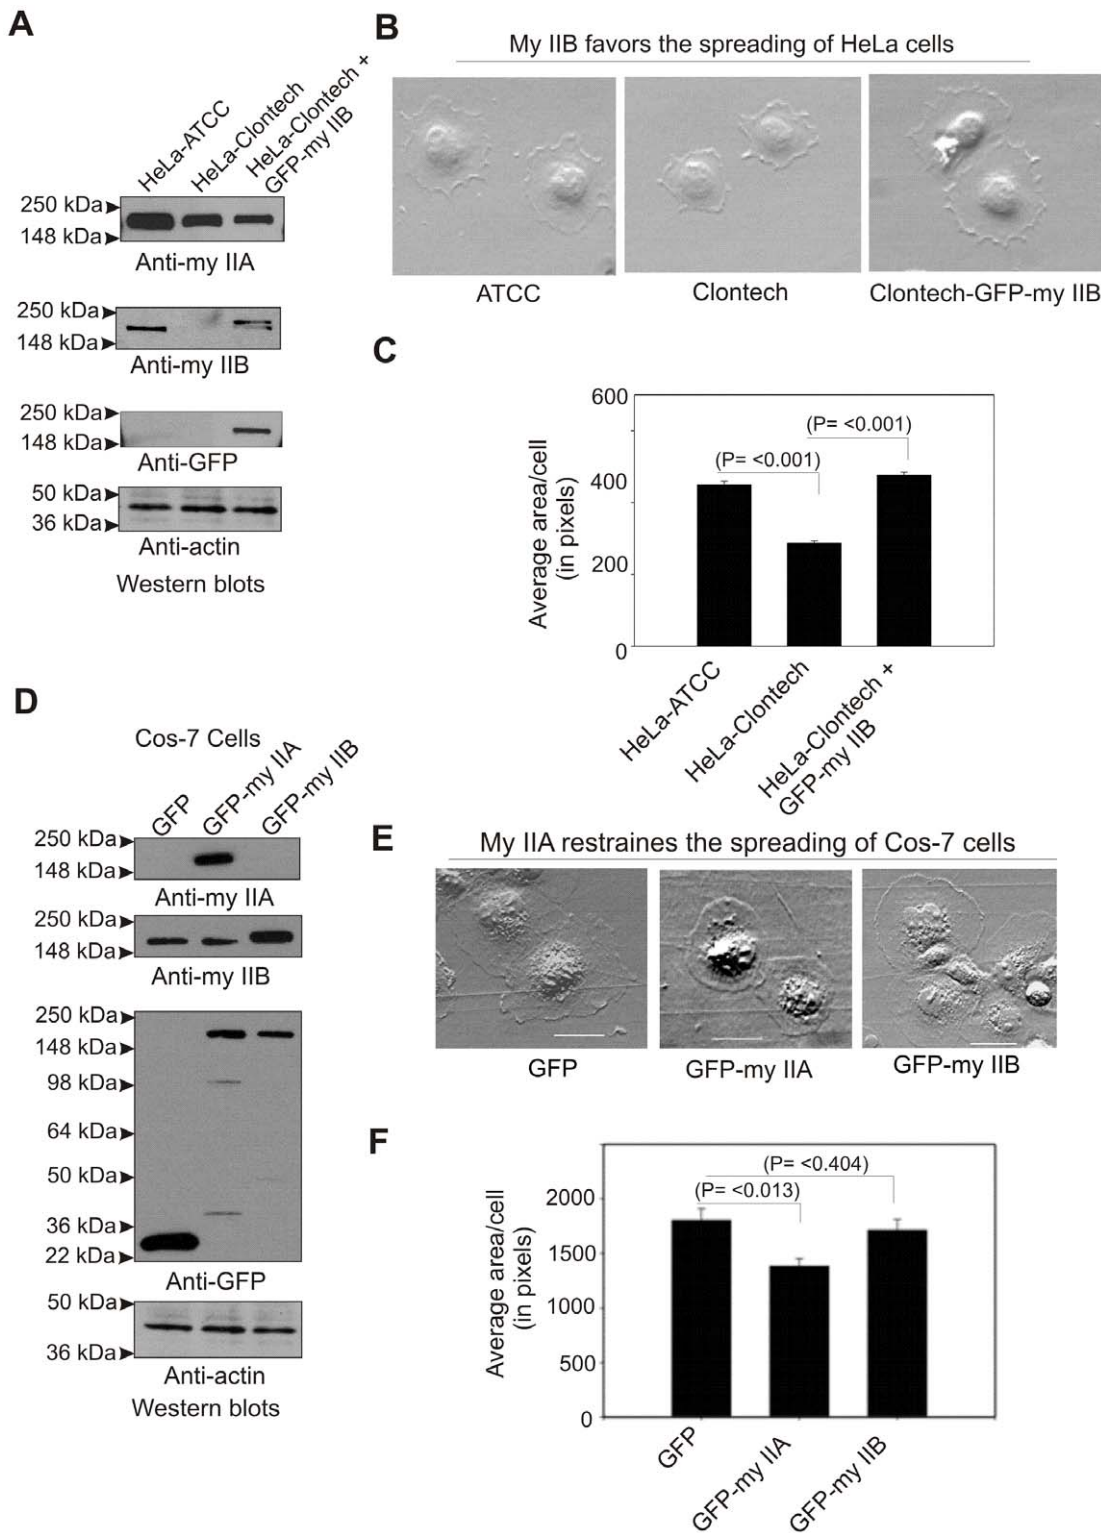 A
HeLa-ATCC
HeLa-Clontech
HeLa-Clontech +
GFP-my IIB
250 kDa
148 kDa
Anti-my IIA
250 kDa
148 kDa
Anti-my IIB
250 kDa
148 kDa
Anti-GFP
50 kDa
36 kDa
Anti-actin
Western blots
B
My IIB favors the spreading of HeLa cells
ATCC
Clontech
Clontech-GFP-my IIB
C
Average area/cell
(in pixels)
600
400
200
0
(P= <0.001)
(P= <0.001)
HeLa-ATCC
HeLa-Clontech
HeLa-Clontech +
GFP-my IIB
D
Cos-7 Cells
GFP
GFP-my IIA
GFP-my IIB
250 kDa
148 kDa
Anti-my IIA
250 kDa
148 kDa
Anti-my IIB
250 kDa
148 kDa
98 kDa
64 kDa
50 kDa
36 kDa
22 kDa
Anti-GFP
50 kDa
36 kDa
Anti-actin
Western blots
E
My IIA restraines the spreading of Cos-7 cells
GFP
GFP-my IIA
GFP-my IIB
F
Average area/cell
(in pixels)
2000
1500
1000
500
0
(P= <0.404)
(P= <0.013)
GFP
GFP-my IIA
GFP-my IIB